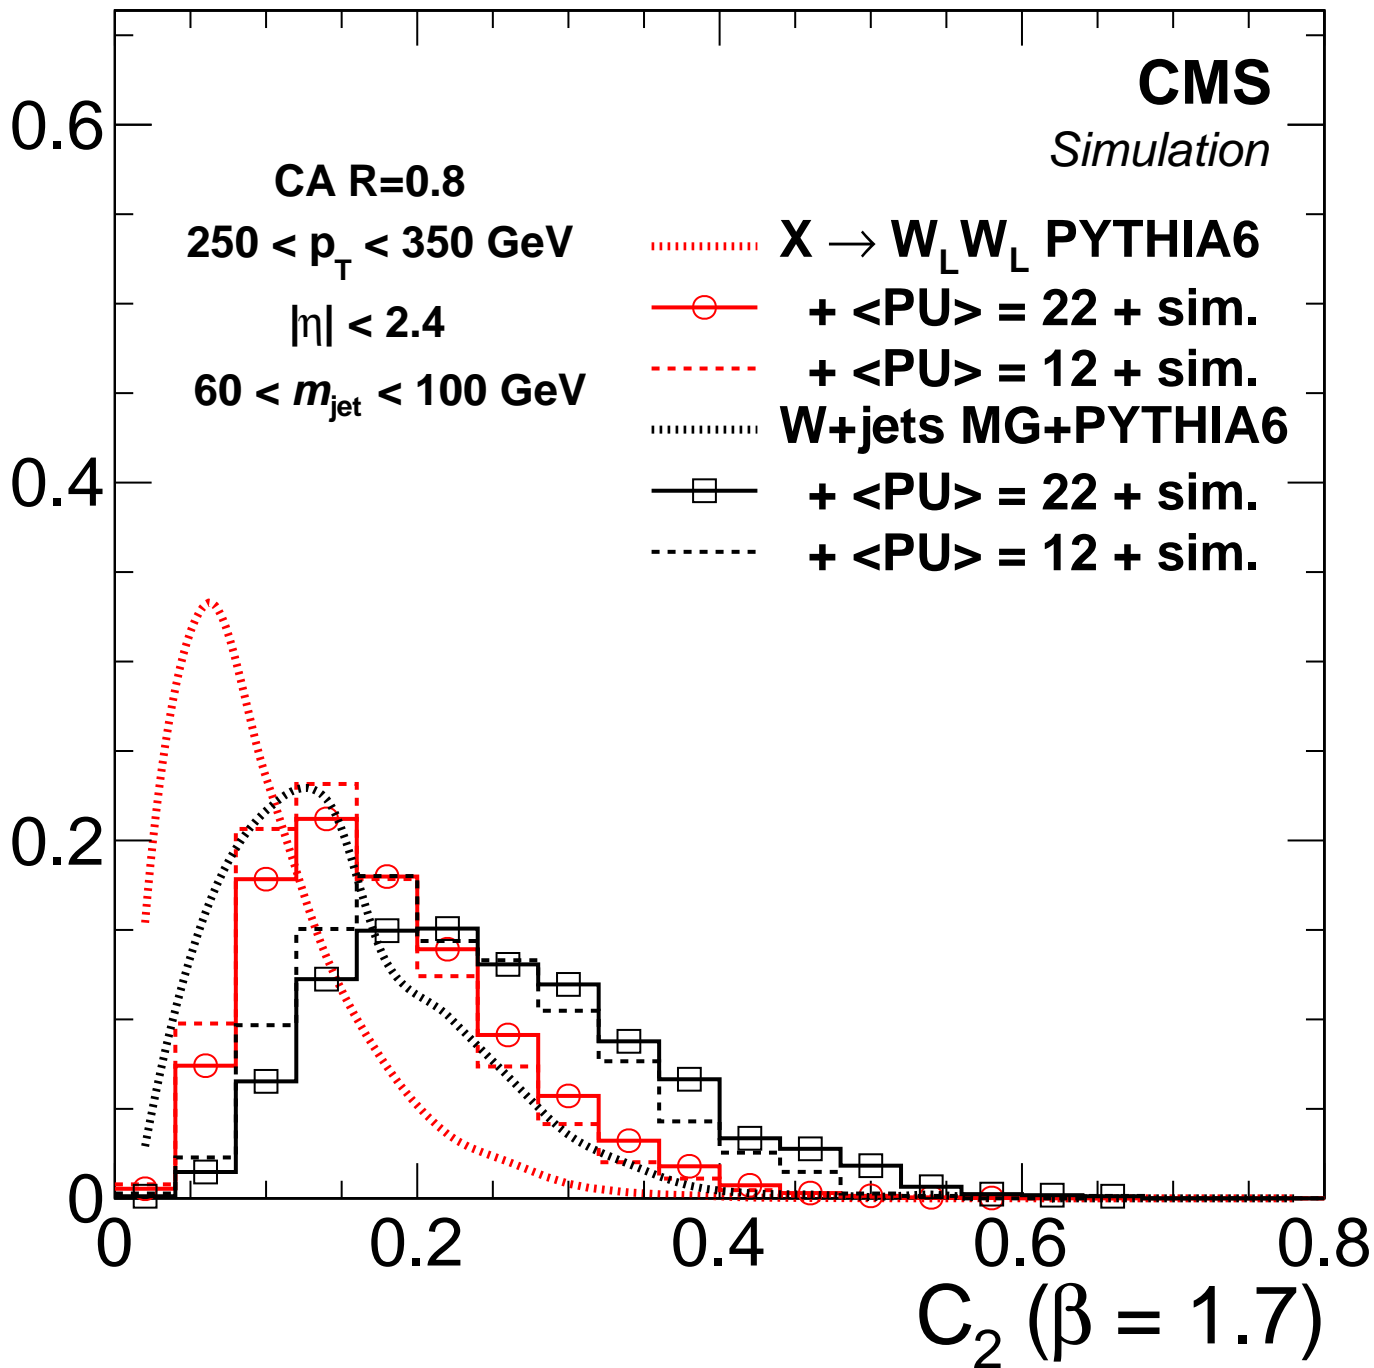 CMS
Simulation
CA R=0.8
250 < p_T < 350 GeV
|η| < 2.4
60 < m_jet < 100 GeV
X → W_L W_L PYTHIA6
+ <PU> = 22 + sim.
+ <PU> = 12 + sim.
W+jets MG+PYTHIA6
+ <PU> = 22 + sim.
+ <PU> = 12 + sim.
0.6
0.4
0.2
0
0 0.2 0.4 0.6 0.8
C_2 (β = 1.7)